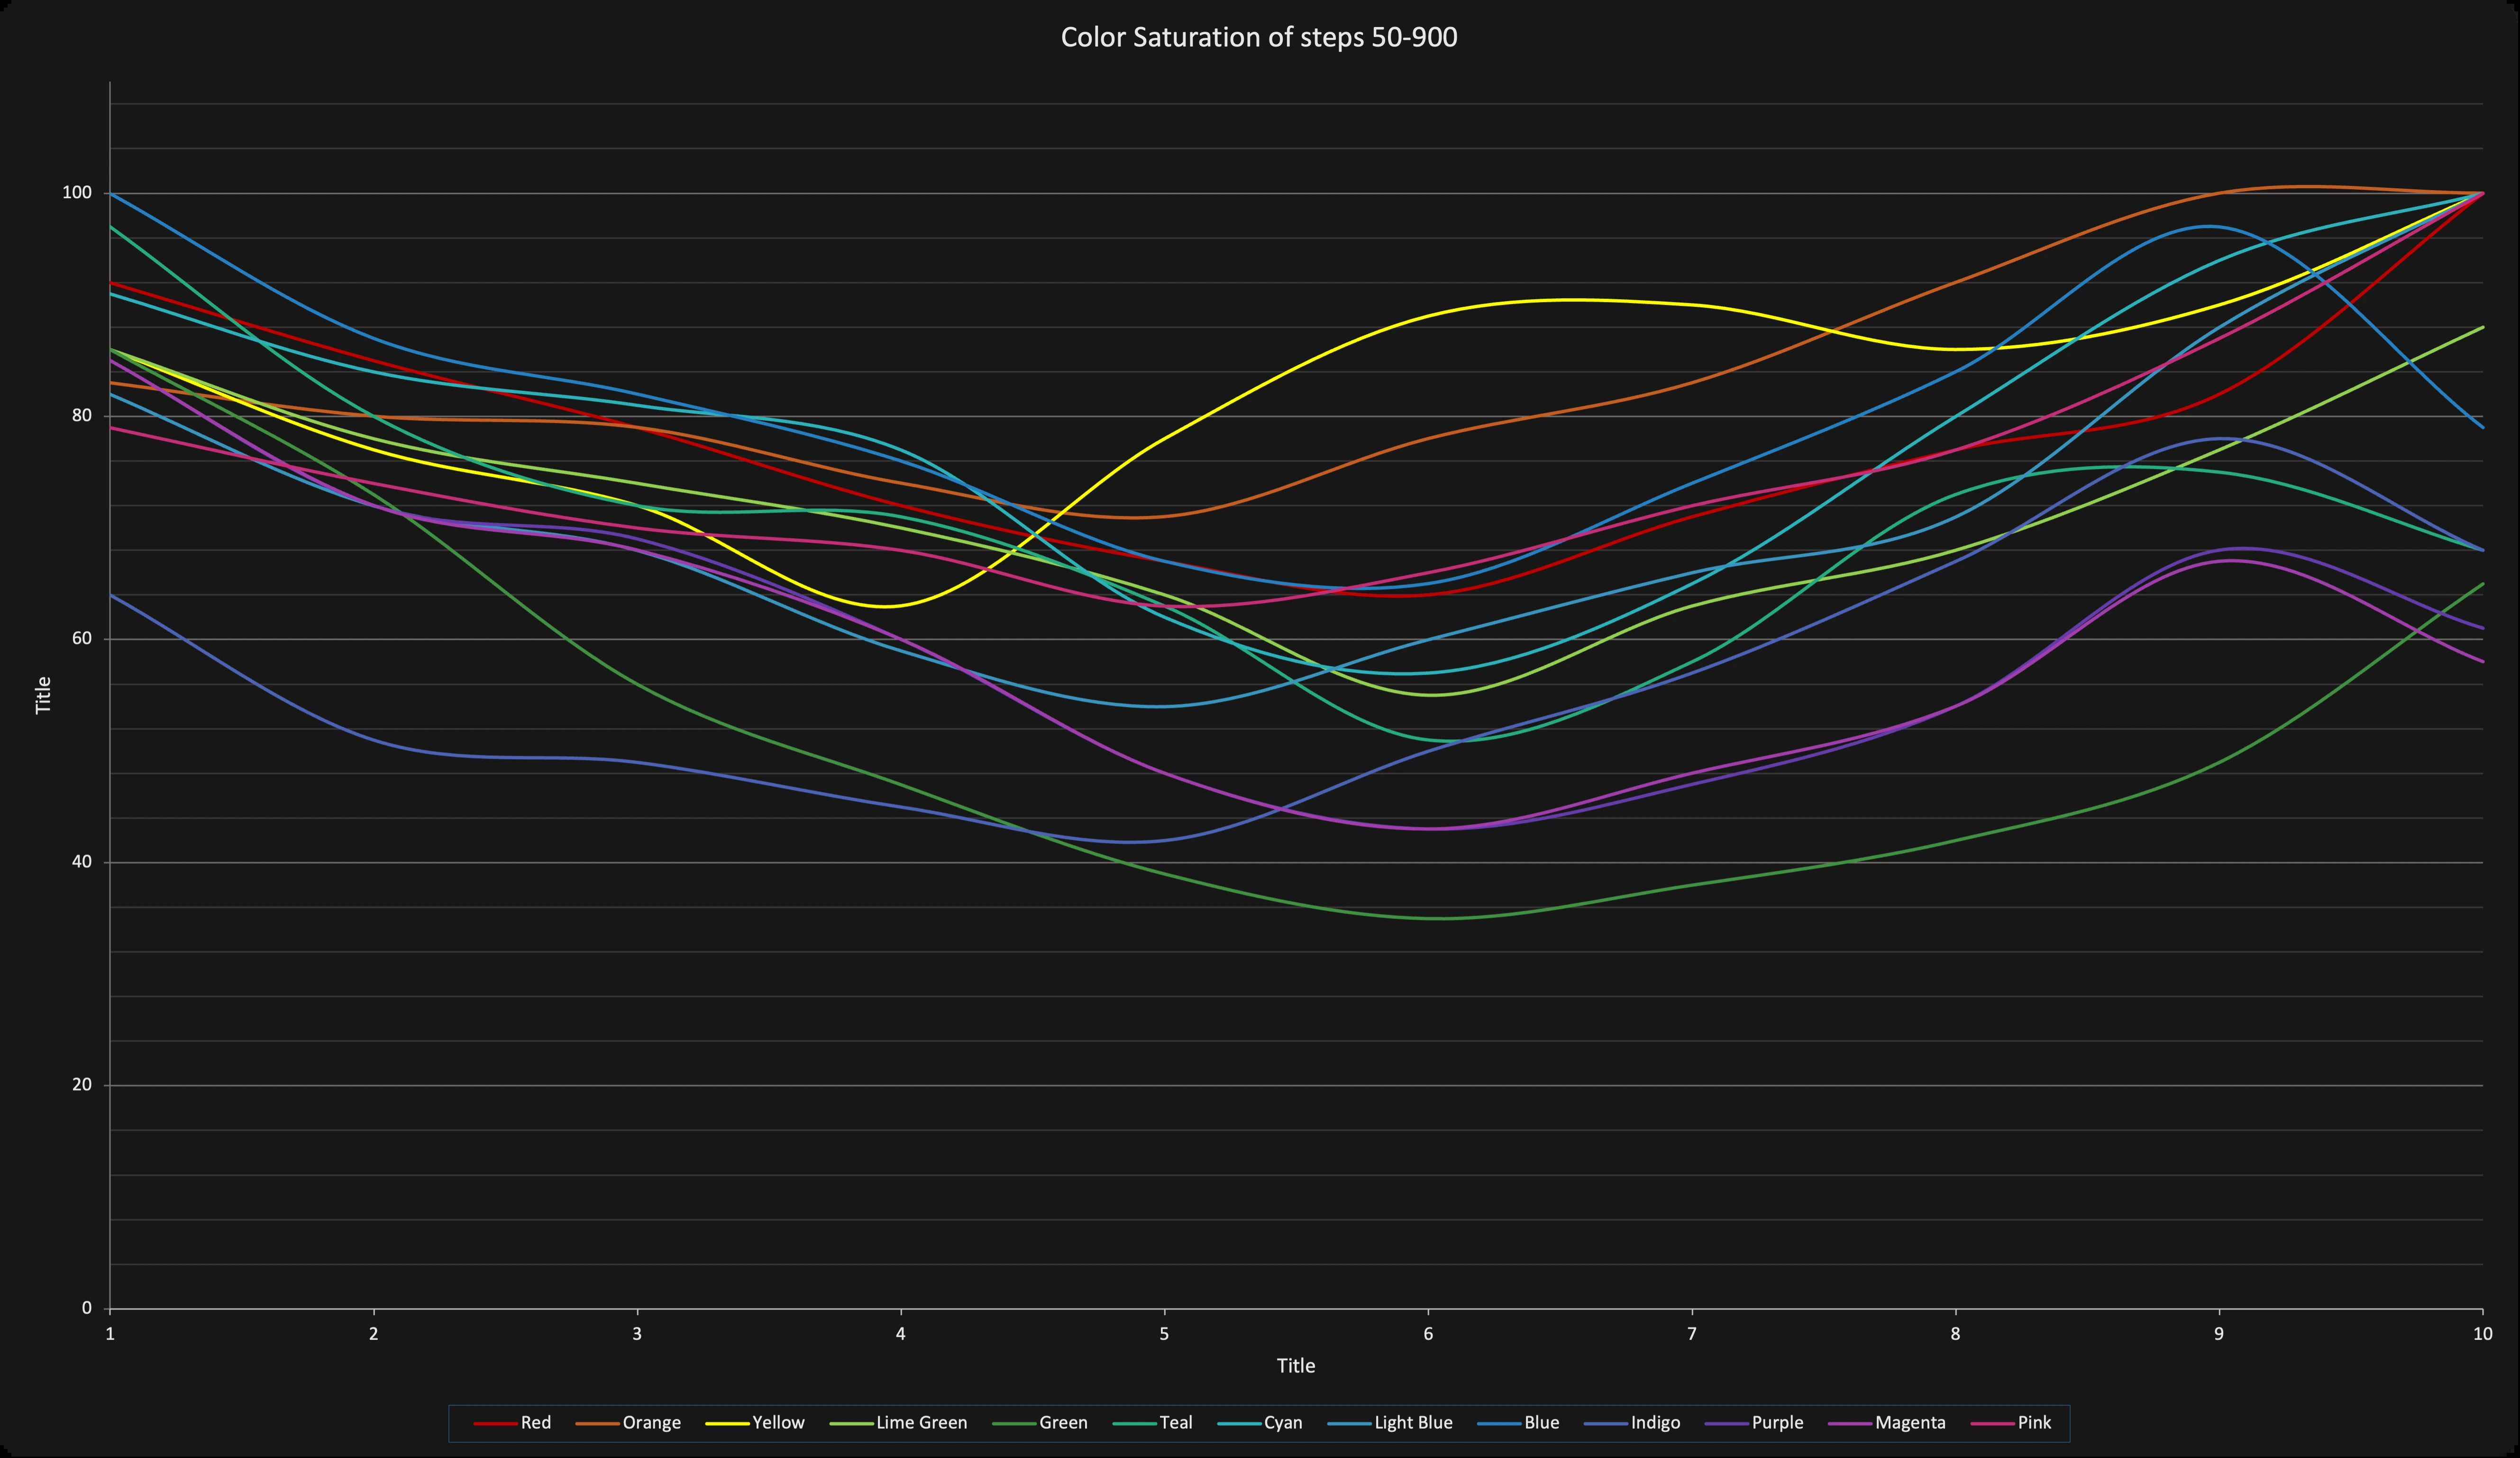 Color Saturation of steps 50-900
100
80
60
40
20
0
Title
1 2 3 4 5 6 7 8 9 10
Title
Red Orange Yellow Lime Green Green Teal Cyan Light Blue Blue Indigo Purple Magenta Pink